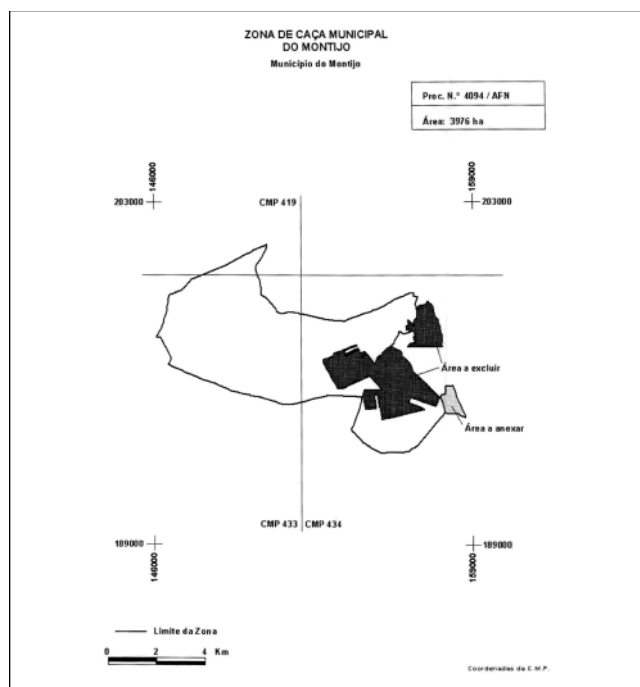 ZONA DE CAÇA MUNICIPAL
DO MONTIJO
Município do Montijo
Proc. N.º 4094 / AFN
Área: 3976 ha
146000
159000
203000
CMP 419
203000
Área a excluir
Área a anexar
CMP 433
CMP 434
189000
189000
146000
159000
Limite da Zona
0 2 4 Km
Coordenadas da C.M.P.